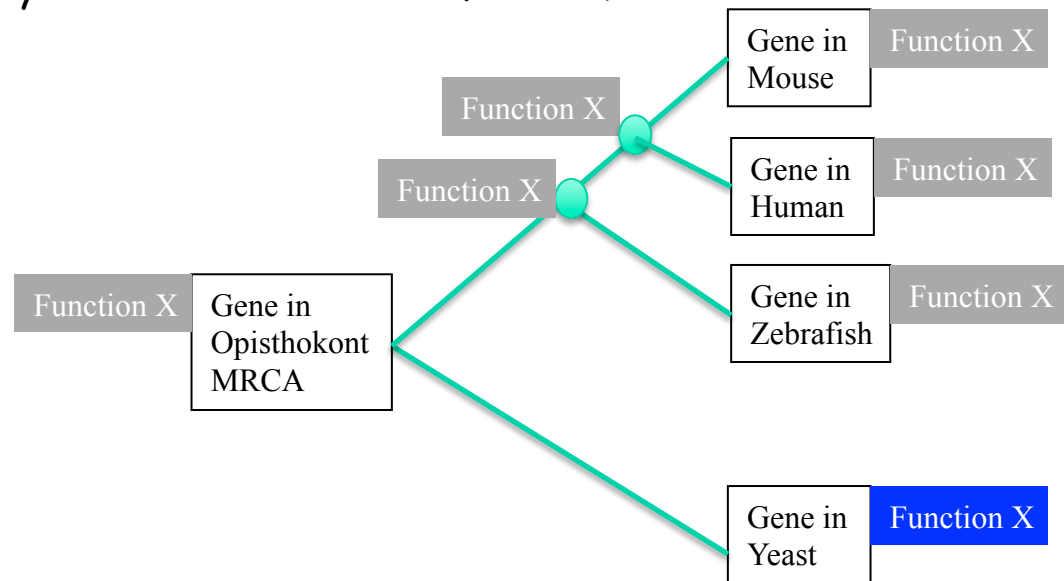 Gene in
Mouse
Function X
Function X
Gene in
Human
Function X
Function X
Gene in
Zebrafish
Function X
Function X
Gene in
Opisthokont
MRCA
Gene in
Yeast
Function X